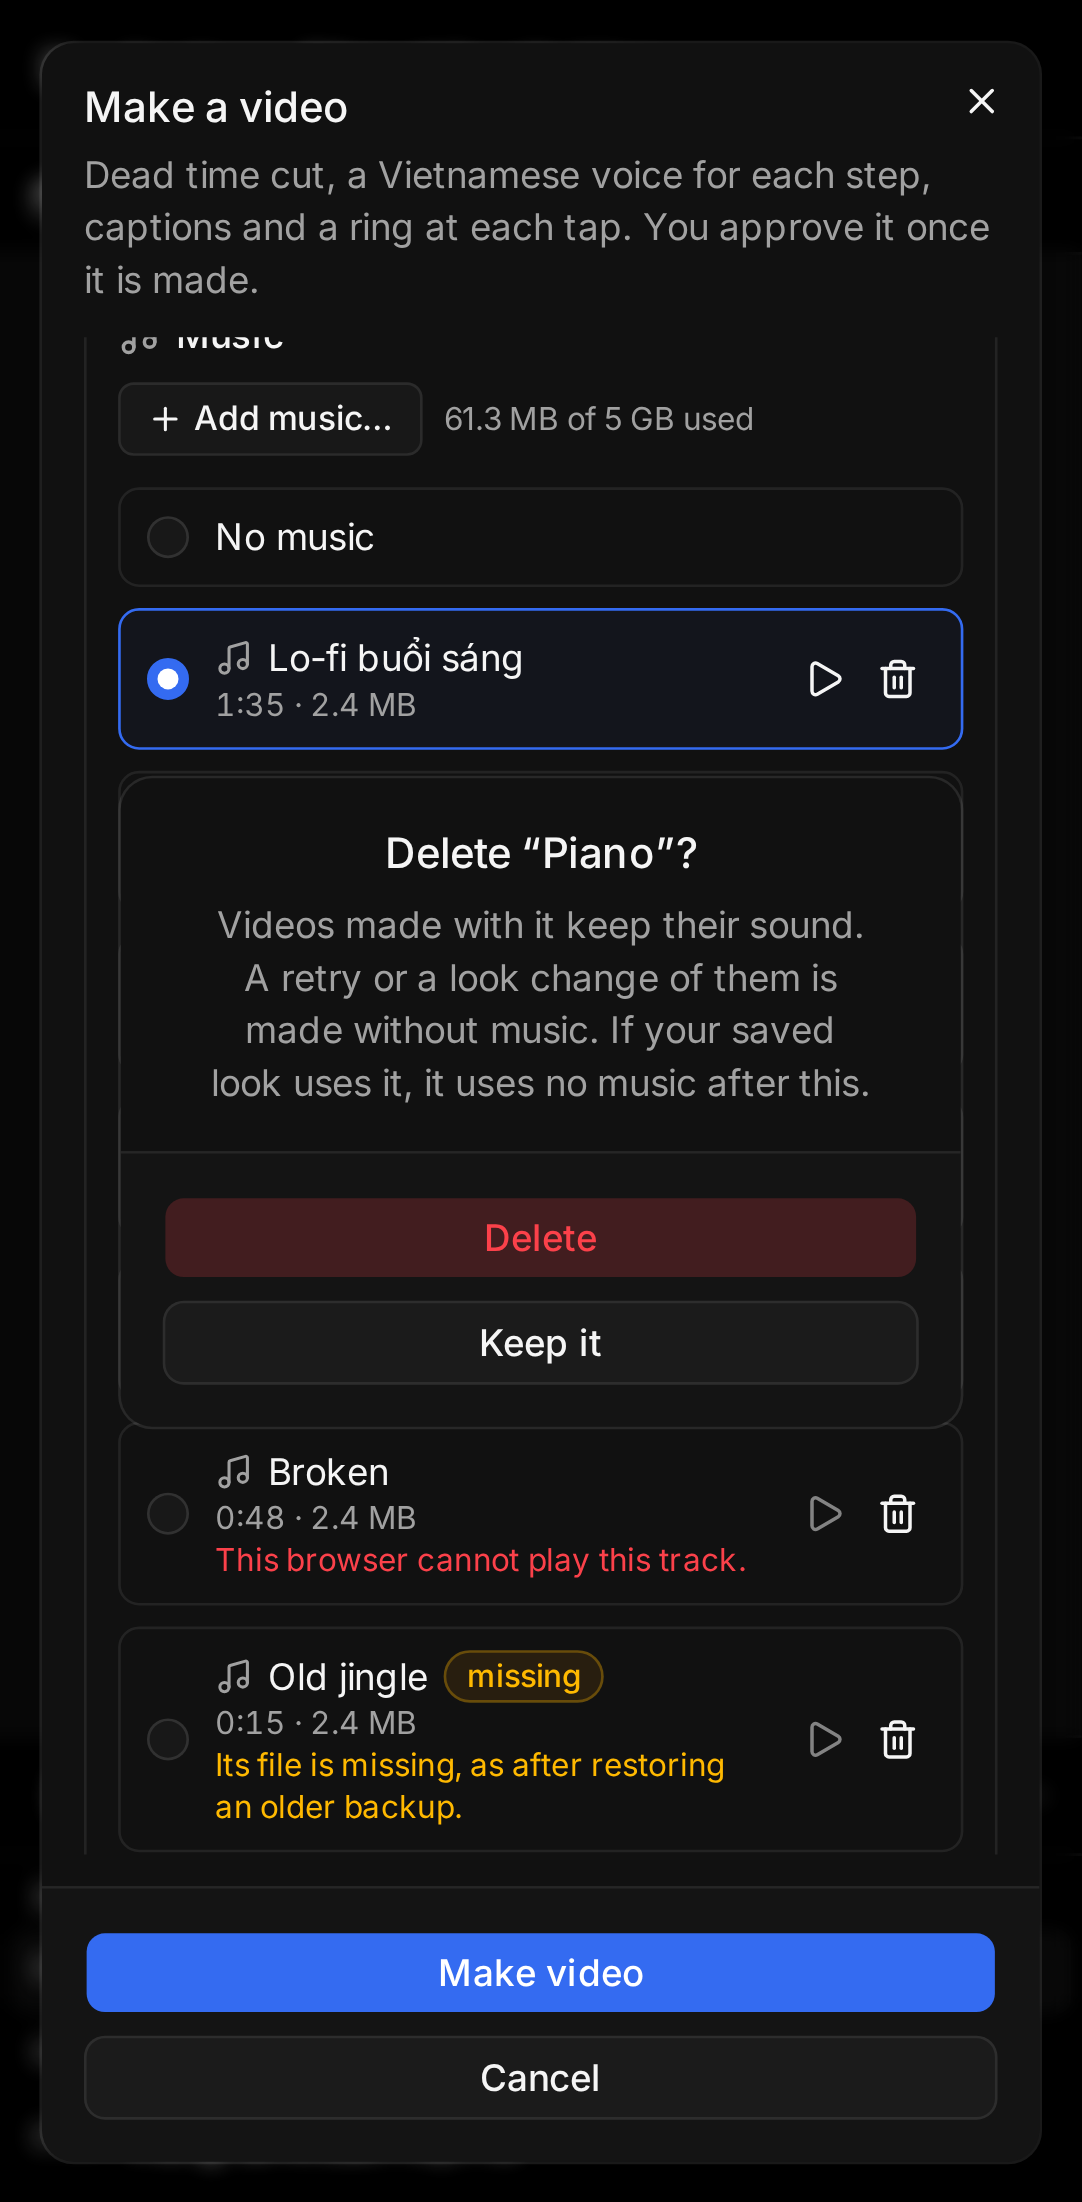 Make a video
Dead time cut, a Vietnamese voice for each step,
captions and a ring at each tap. You approve it once
it is made.
Music
Add music...
61.3 MB of 5 GB used
No music
Lo-fi buổi sáng
1:35 · 2.4 MB
Delete “Piano”?
Videos made with it keep their sound.
A retry or a look change of them is
made without music. If your saved
look uses it, it uses no music after this.
Delete
Keep it
Broken
0:48 · 2.4 MB
This browser cannot play this track.
Old jingle missing
0:15 · 2.4 MB
Its file is missing, as after restoring
an older backup.
Make video
Cancel